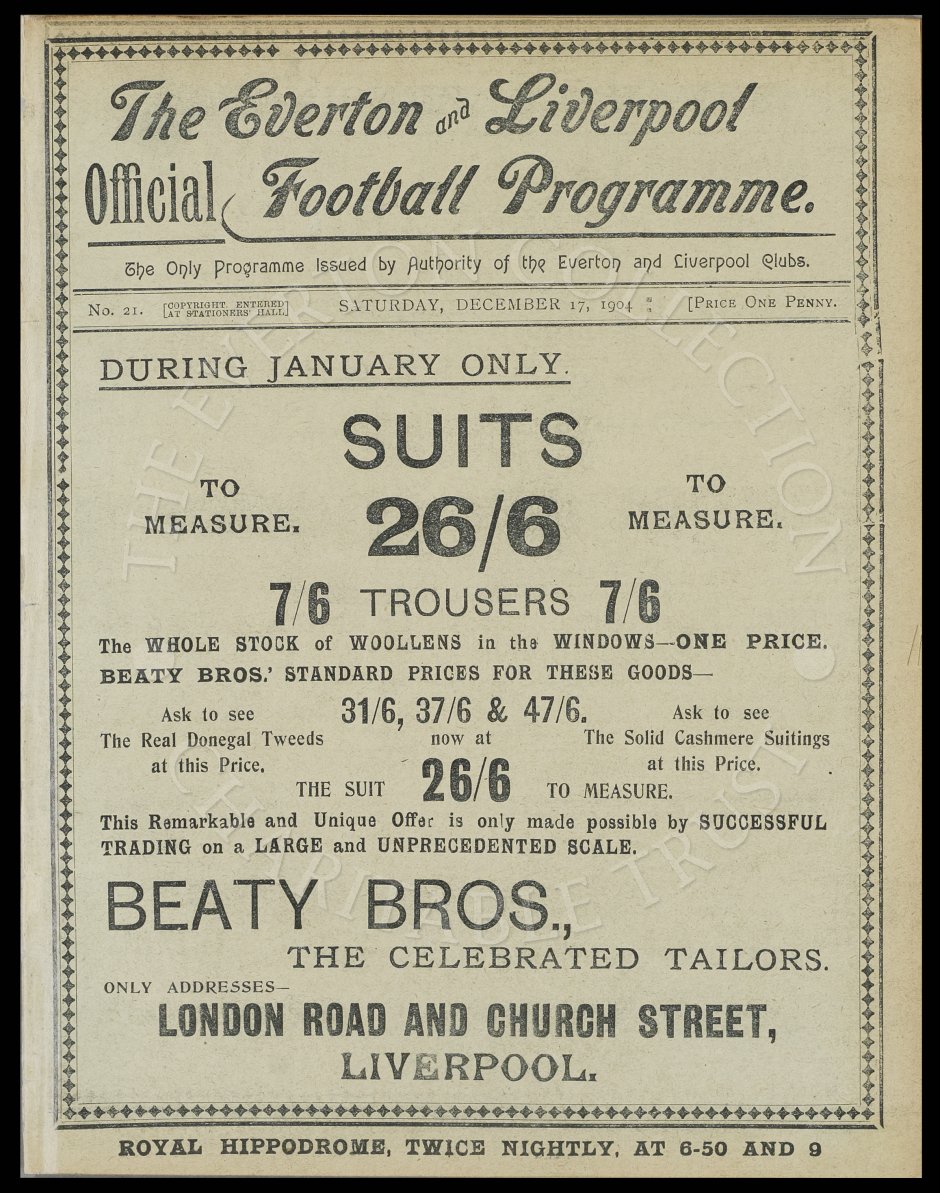 The Everton and Liverpool
Official Football Programme.
The Only Programme Issued by Authority of the Everton and Liverpool Clubs.
No. 21. [COPYRIGHT. ENTERED AT STATIONERS' HALL] SATURDAY, DECEMBER 17, 1904 [PRICE ONE PENNY.
DURING JANUARY ONLY.
SUITS
TO MEASURE. 26/6 TO MEASURE.
7/6 TROUSERS 7/6
The WHOLE STOCK of WOOLLENS in the WINDOWS—ONE PRICE.
BEATY BROS.' STANDARD PRICES FOR THESE GOODS—
31/6, 37/6 & 47/6.
Ask to see
The Real Donegal Tweeds
at this Price.
now at
Ask to see
The Solid Cashmere Suitings
at this Price.
THE SUIT 26/6 TO MEASURE.
This Remarkable and Unique Offer is only made possible by SUCCESSFUL
TRADING on a LARGE and UNPRECEDENTED SCALE.
BEATY BROS.,
THE CELEBRATED TAILORS.
ONLY ADDRESSES—
LONDON ROAD AND CHURCH STREET,
LIVERPOOL.
ROYAL HIPPODROME, TWICE NIGHTLY, AT 6-50 AND 9
THE EVERTON COLLECTION
CHARITABLE TRUST